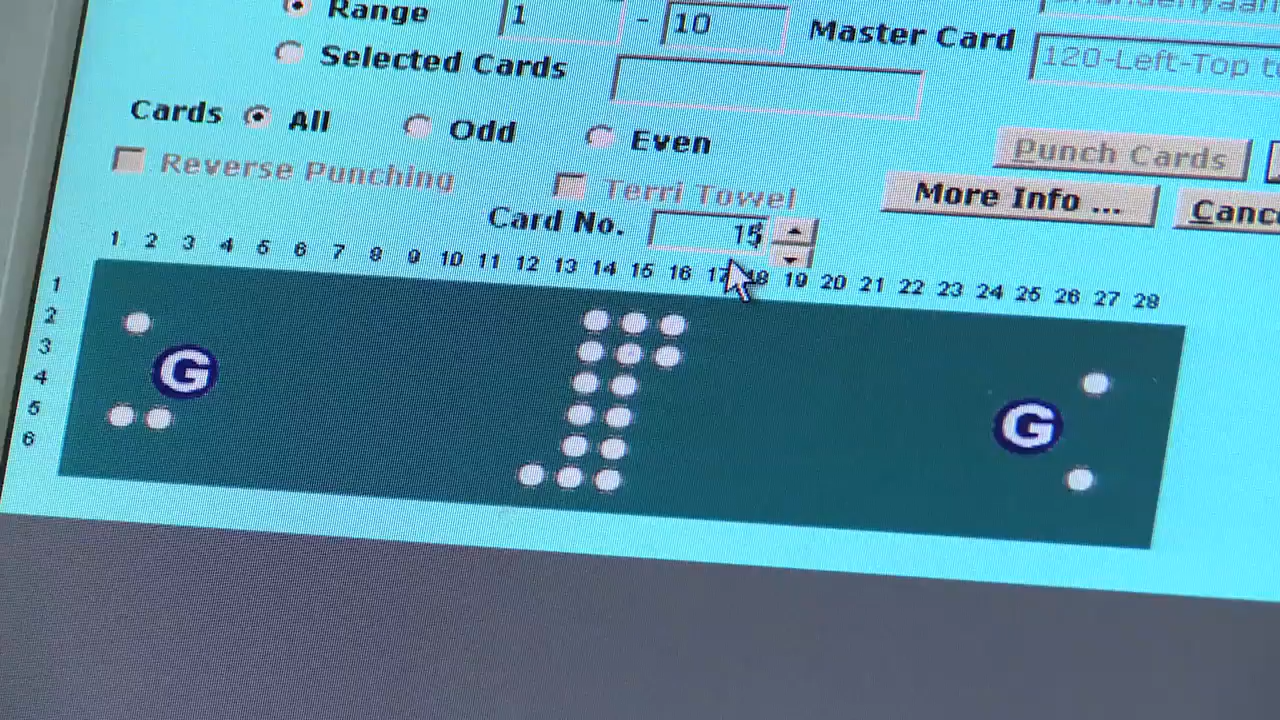 Range 1 - 10 Master Card
Selected Cards 120-Left-Top
Cards All Odd Even
Punch Cards
Reverse Punching Terri Towel More Info ...
Card No. 15
1 2 3 4 5 6 7 8 9 10 11 12 13 14 15 16 17 18 19 20 21 22 23 24 25 26 27 28
1
2
3
4
5
6
G
G